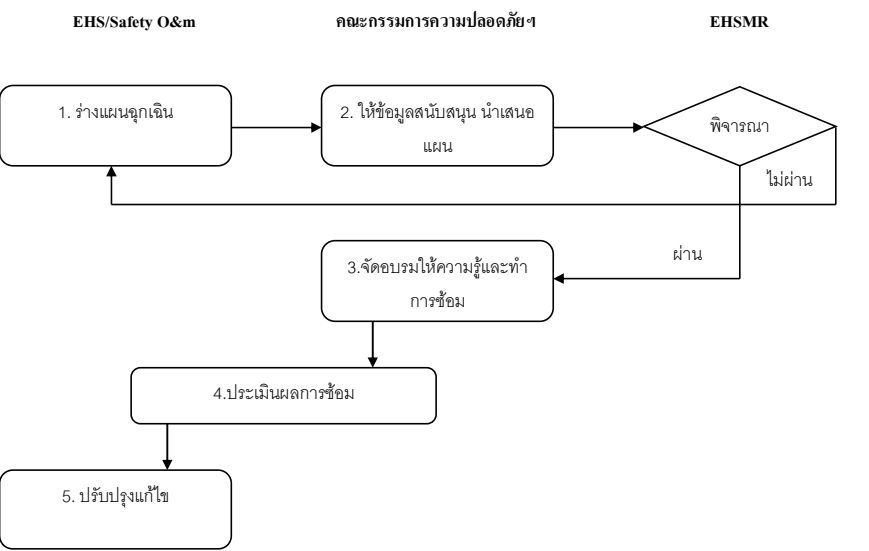 EHS/Safety O&m
คณะกรรมการความปลอดภัยฯ
EHSMR
1. ร่างแผนฉุกเฉิน
2. ให้ข้อมูลสนับสนุน นำเสนอ
แผน
พิจารณา
ไม่ผ่าน
ผ่าน
3.จัดอบรมให้ความรู้และทำ
การซ้อม
4.ประเมินผลการซ้อม
5. ปรับปรุงแก้ไข